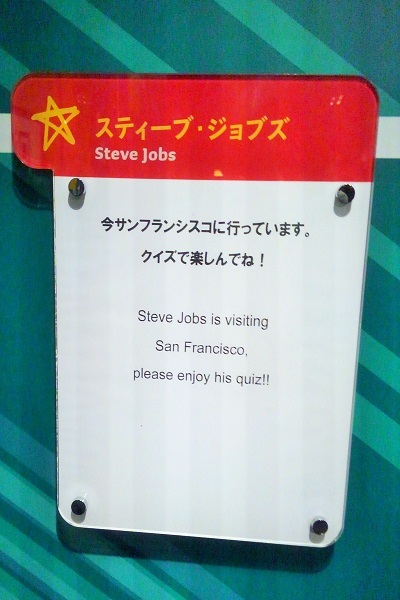 スティーブ・ジョブズ
Steve Jobs
今サンフランシスコに行っています。
クイズで楽しんでね！
Steve Jobs is visiting
San Francisco,
please enjoy his quiz!!